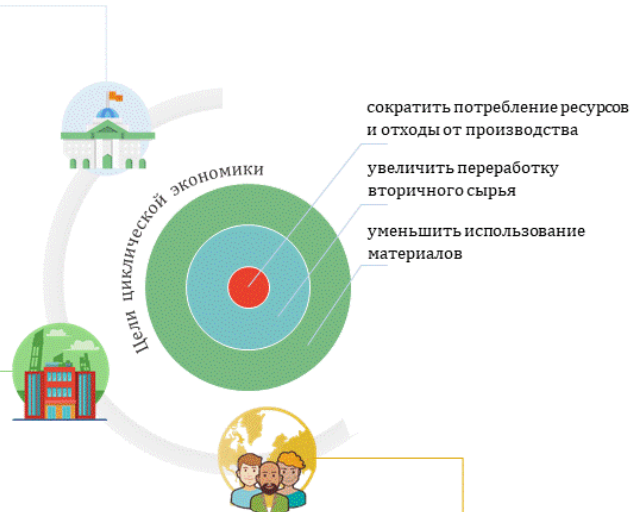 Цели циклической экономики
сократить потребление ресурсов
и отходы от производства
увеличить переработку
вторичного сырья
уменьшить использование
материалов